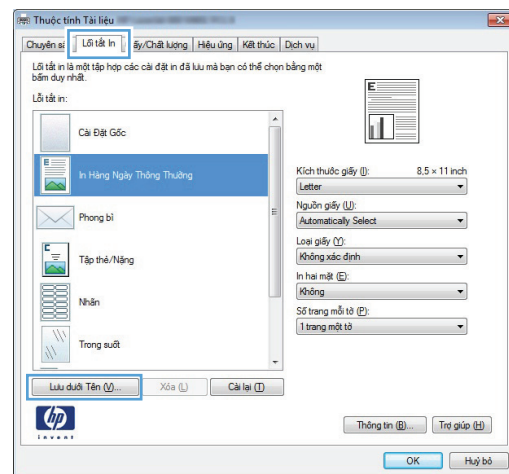 Thuộc tính Tài liệu
Chuyên sâ
Lối tắt In
ấy/Chất lượng
Hiệu ứng
Kết thúc
Dịch vụ
Lối tắt in là một tập hợp các cài đặt in đã lưu mà bạn có thể chọn bằng một
bấm duy nhất.
Lỗi tắt in:
Cài Đặt Gốc
In Hàng Ngày Thông Thường
Phong bì
Tập thẻ/Nặng
Nhãn
Trong suốt
Lưu dưới Tên (V)...
Xóa (L)
Cài lại (T)
E
Kích thước giấy (I):
8,5 × 11 inch
Letter
Nguồn giấy (U):
Automatically Select
Loại giấy (Y):
Không xác định
In hai mặt (E):
Không
Số trang mỗi tờ (P):
1 trang một tờ
hp
invent
Thông tin (B)...
Trợ giúp (H)
OK
Huỷ bỏ